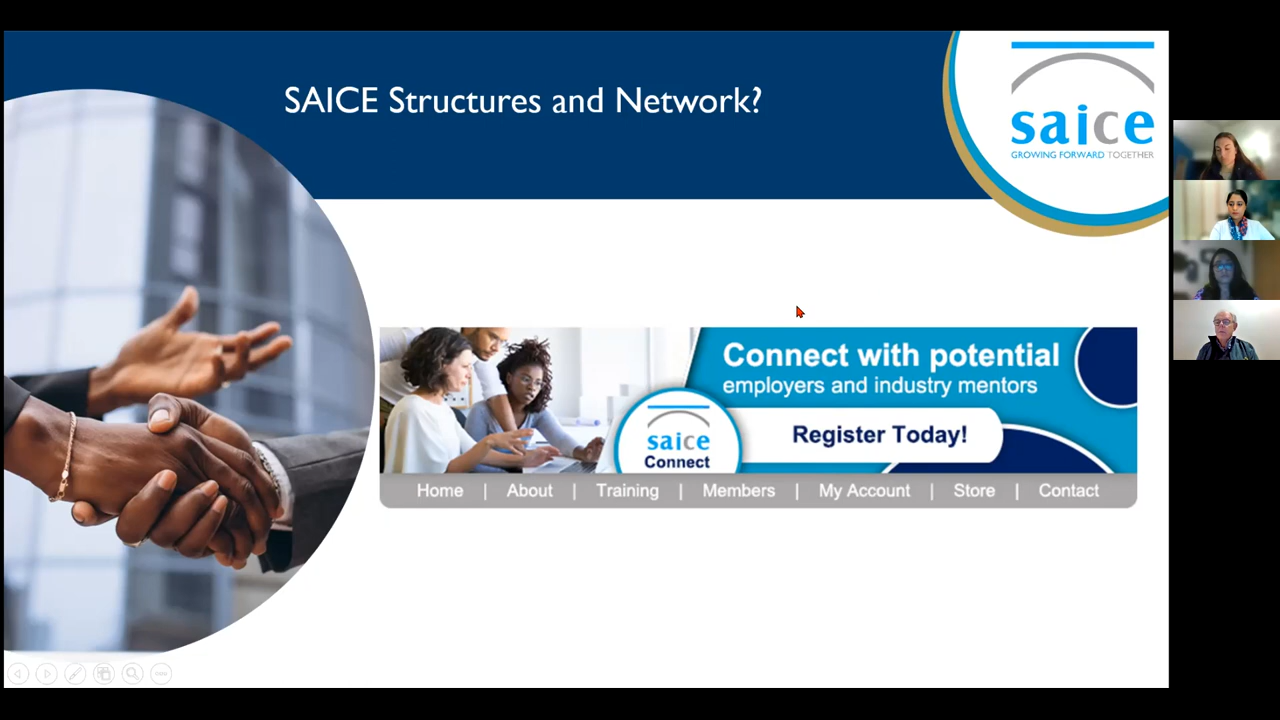 SAICE Structures and Network?
saice
GROWING FORWARD TOGETHER
Connect with potential
employers and industry mentors
Register Today!
saice
Connect
Home | About | Training | Members | My Account | Store | Contact